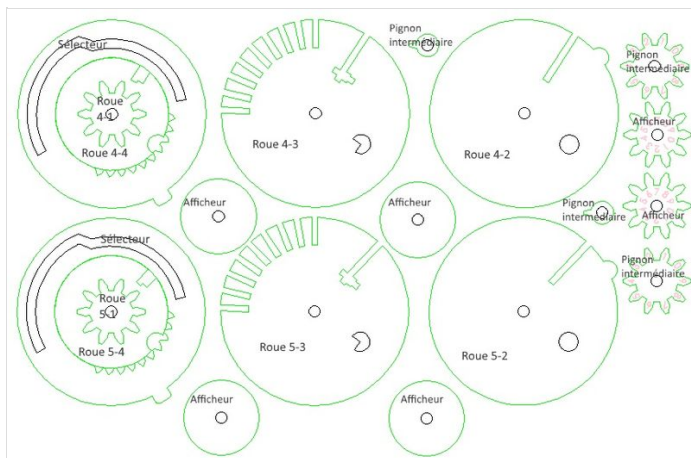 Sélecteur
Roue
4-1
Roue 4-4
Roue 4-3
Pignon
intermédiaire
Roue 4-2
Pignon
intermédiaire
Afficheur
Afficheur
Afficheur
Pignon
intermédiaire
Afficheur
Sélecteur
Roue
5-1
Roue 5-4
Roue 5-3
Roue 5-2
Pignon
intermédiaire
Afficheur
Afficheur